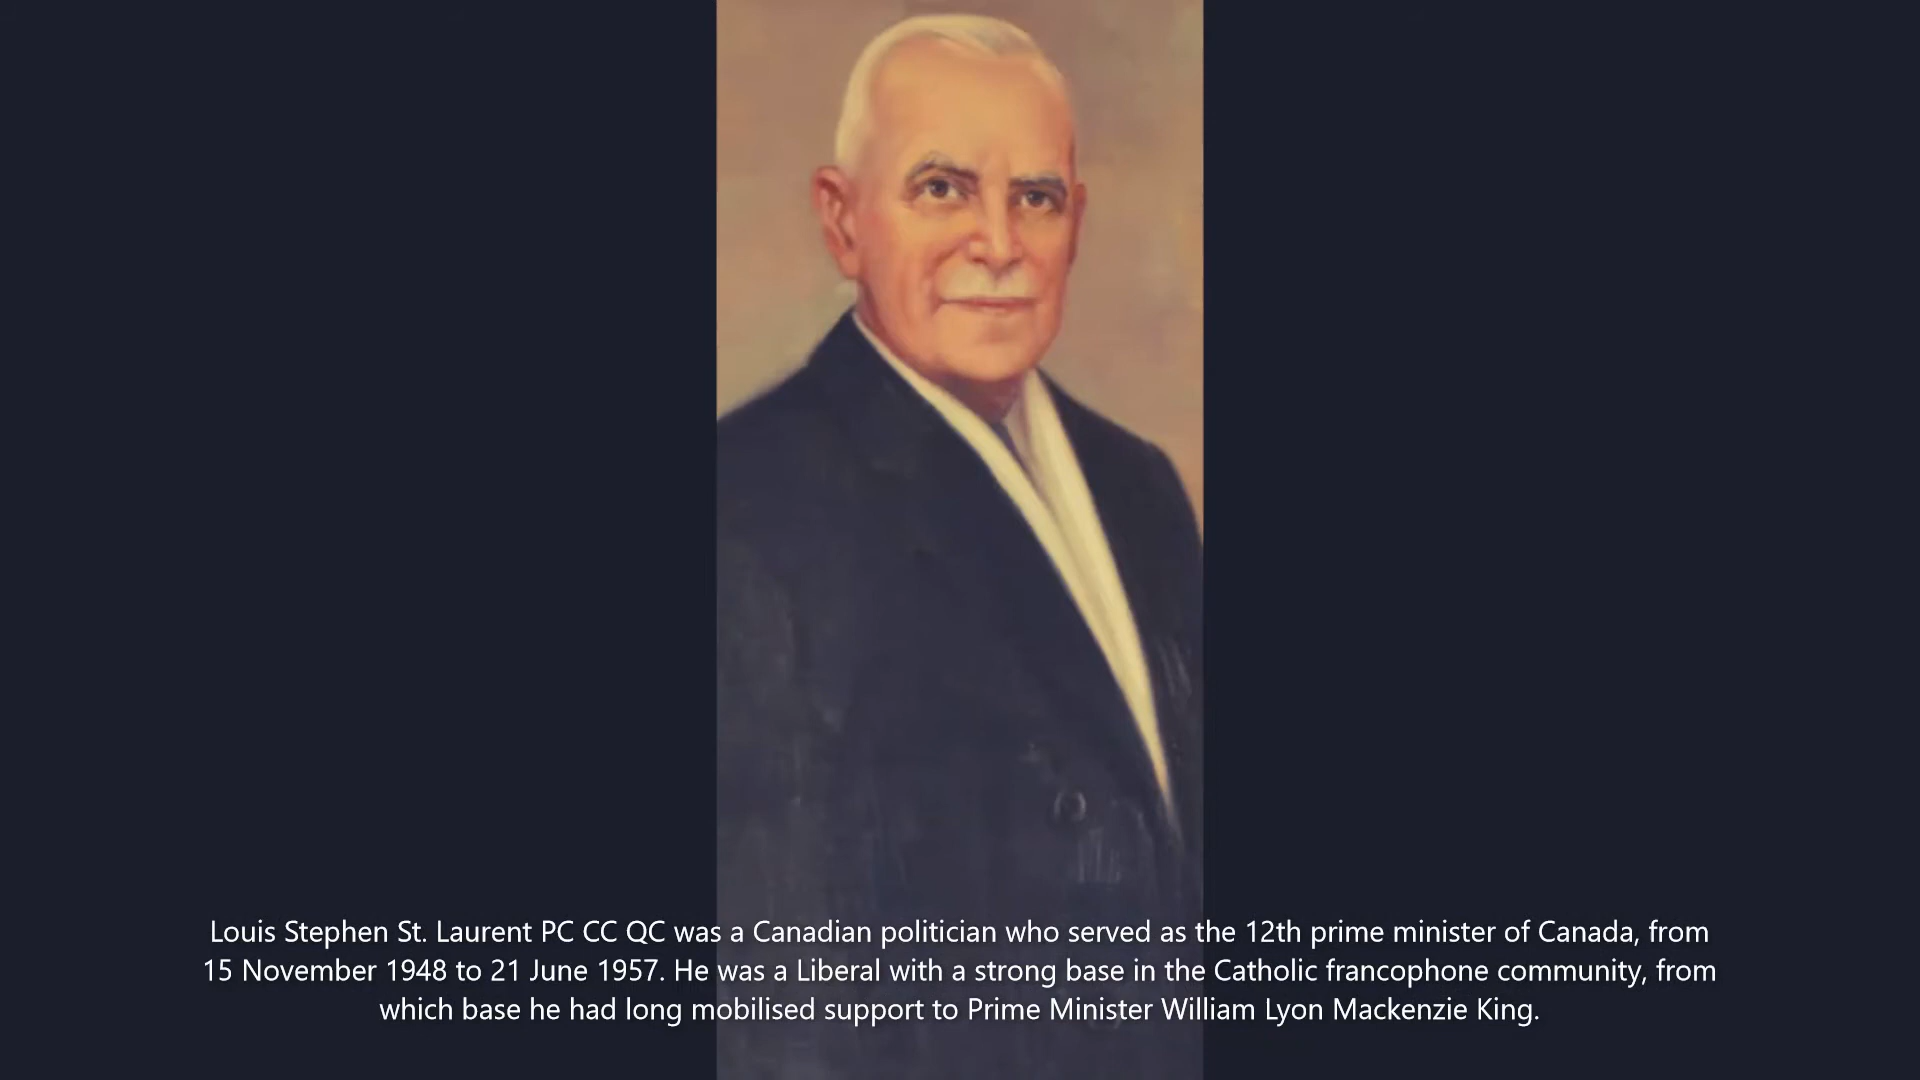 Louis Stephen St. Laurent PC CC QC was a Canadian politician who served as the 12th prime minister of Canada, from
15 November 1948 to 21 June 1957. He was a Liberal with a strong base in the Catholic francophone community, from
which base he had long mobilised support to Prime Minister William Lyon Mackenzie King.